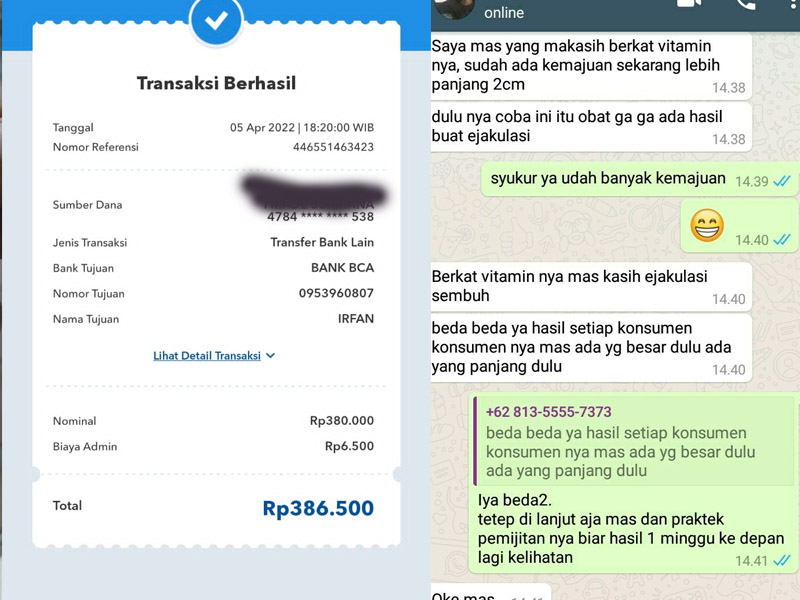 Transaksi Berhasil
Tanggal 05 Apr 2022 | 18:20:00 WIB
Nomor Referensi 446551463423
Sumber Dana
4784 **** **** 538
Jenis Transaksi Transfer Bank Lain
Bank Tujuan BANK BCA
Nomor Tujuan 0953960807
Nama Tujuan IRFAN
Lihat Detail Transaksi
Nominal Rp380.000
Biaya Admin Rp6.500
Total Rp386.500
online
Saya mas yang makasih berkat vitamin
nya, sudah ada kemajuan sekarang lebih
panjang 2cm
14.38
dulu nya coba ini itu obat ga ga ada hasil
buat ejakulasi
14.38
syukur ya udah banyak kemajuan 14.39
14.40
Berkat vitamin nya mas kasih ejakulasi
sembuh
14.40
beda beda ya hasil setiap konsumen
konsumen nya mas ada yg besar dulu ada
yang panjang dulu
14.40
+62 813-5555-7373
beda beda ya hasil setiap konsumen
konsumen nya mas ada yg besar dulu
ada yang panjang dulu
Iya beda2.
tetep di lanjut aja mas dan praktek
pemijitan nya biar hasil 1 minggu ke depan
lagi kelihatan
14.41
Oke mas 14.41